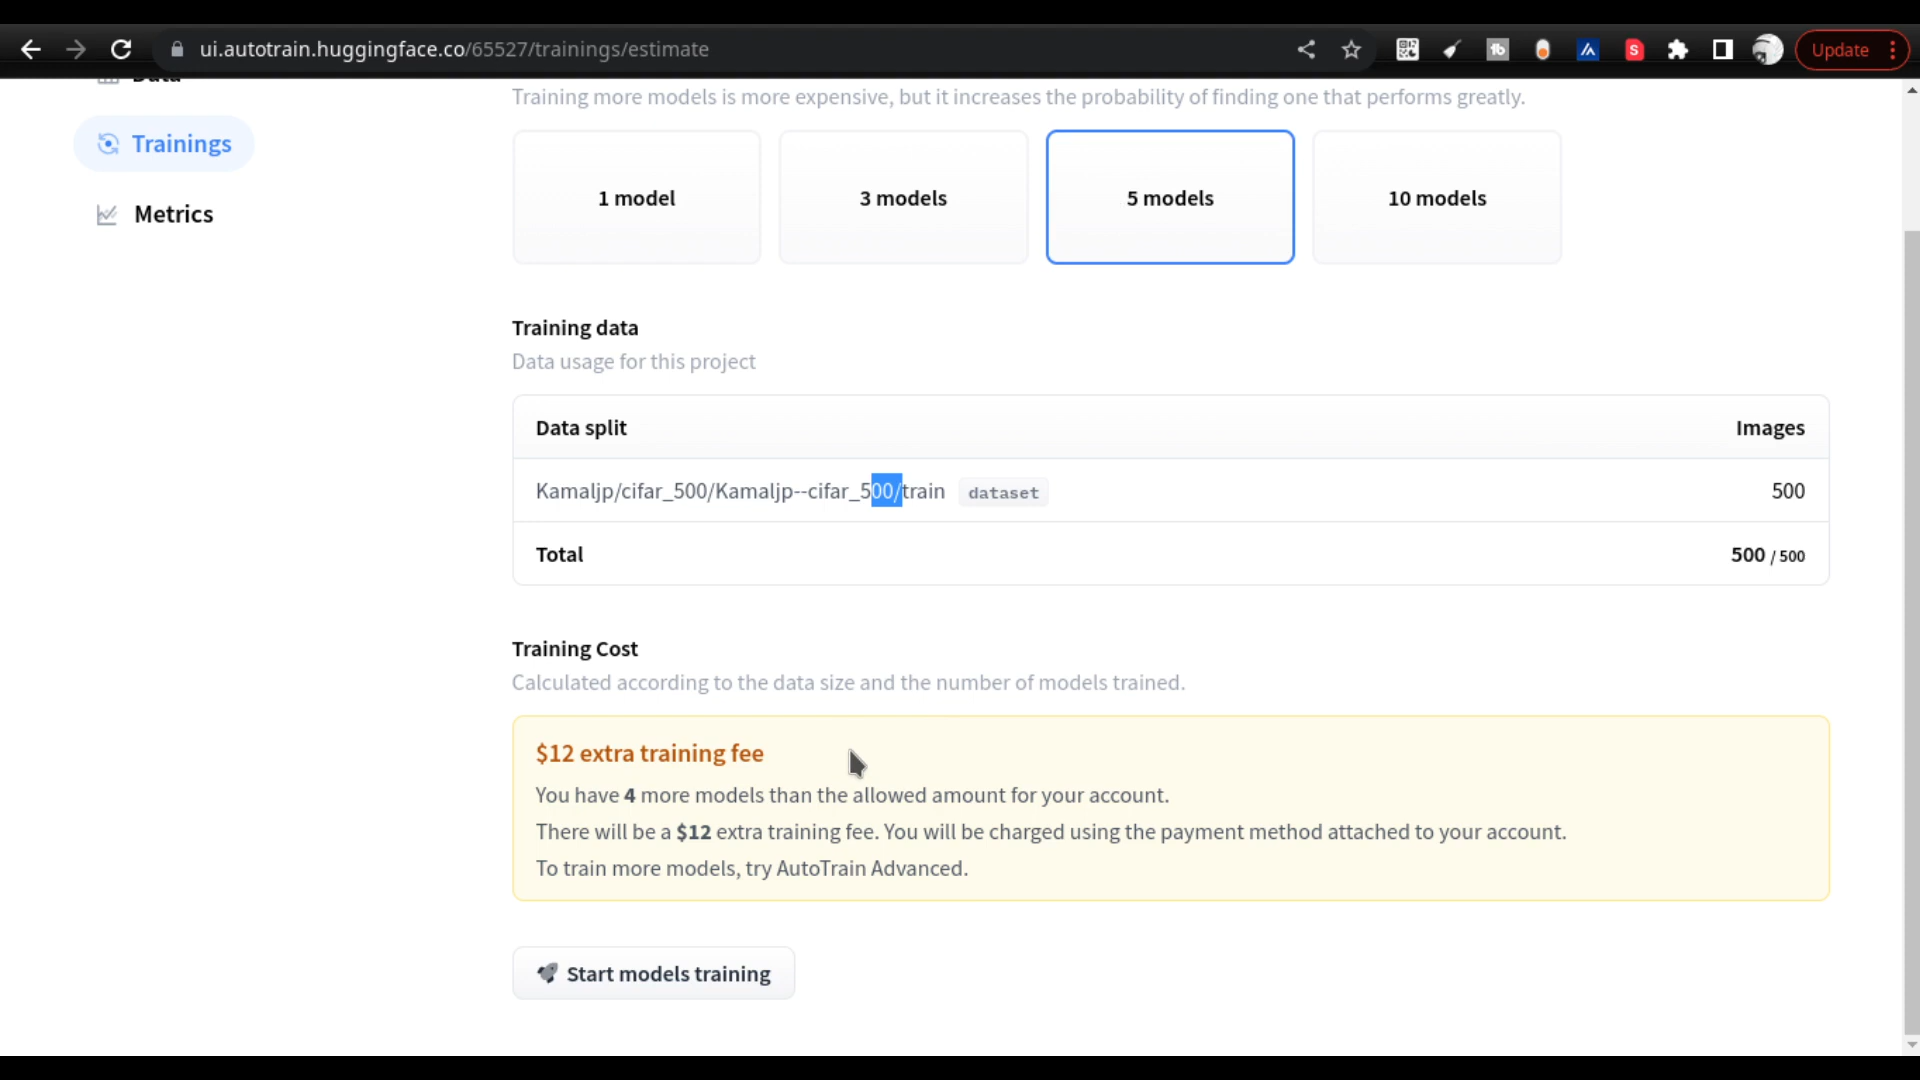 ui.autotrain.huggingface.co/65527/trainings/estimate
Update
Data
Training more models is more expensive, but it increases the probability of finding one that performs greatly.
Trainings
1 model
3 models
5 models
10 models
Metrics
Training data
Data usage for this project
Data split
Images
Kamaljp/cifar_500/Kamaljp--cifar_500/train dataset
500
Total
500 / 500
Training Cost
Calculated according to the data size and the number of models trained.
$12 extra training fee
You have 4 more models than the allowed amount for your account.
There will be a $12 extra training fee. You will be charged using the payment method attached to your account.
To train more models, try AutoTrain Advanced.
Start models training